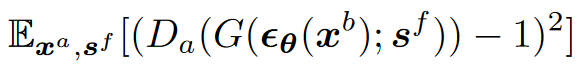 𝔼_{𝒙^a,𝒔^f}[(D_a(G(𝝐_𝜽(𝒙^b); 𝒔^f)) − 1)^2]